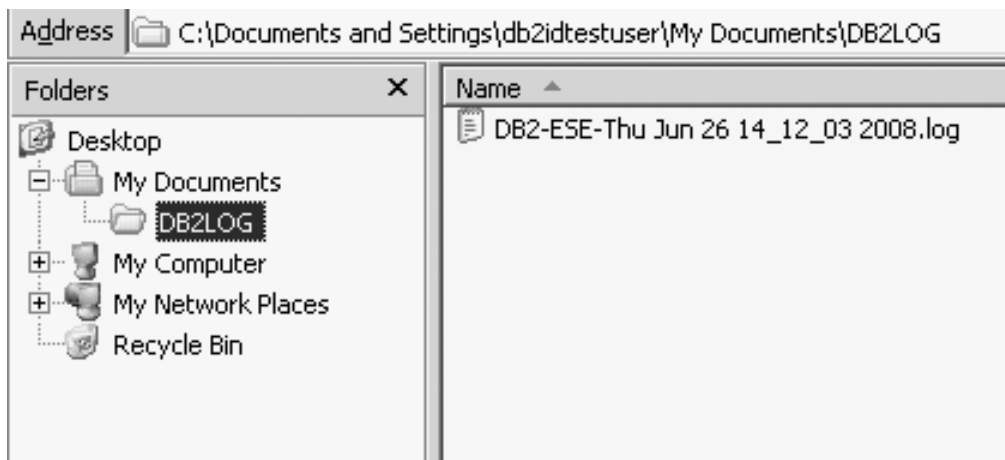 Address C:\Documents and Settings\db2idtestuser\My Documents\DB2LOG
Folders
Desktop
My Documents
DB2LOG
My Computer
My Network Places
Recycle Bin
Name
DB2-ESE-Thu Jun 26 14_12_03 2008.log